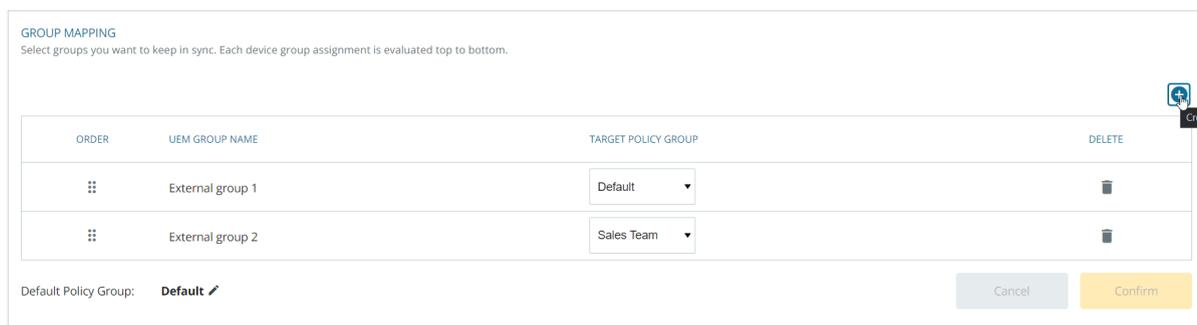 GROUP MAPPING
Select groups you want to keep in sync. Each device group assignment is evaluated top to bottom.
Cr
ORDER UEM GROUP NAME TARGET POLICY GROUP DELETE
External group 1 Default
External group 2 Sales Team
Default Policy Group: Default Cancel Confirm